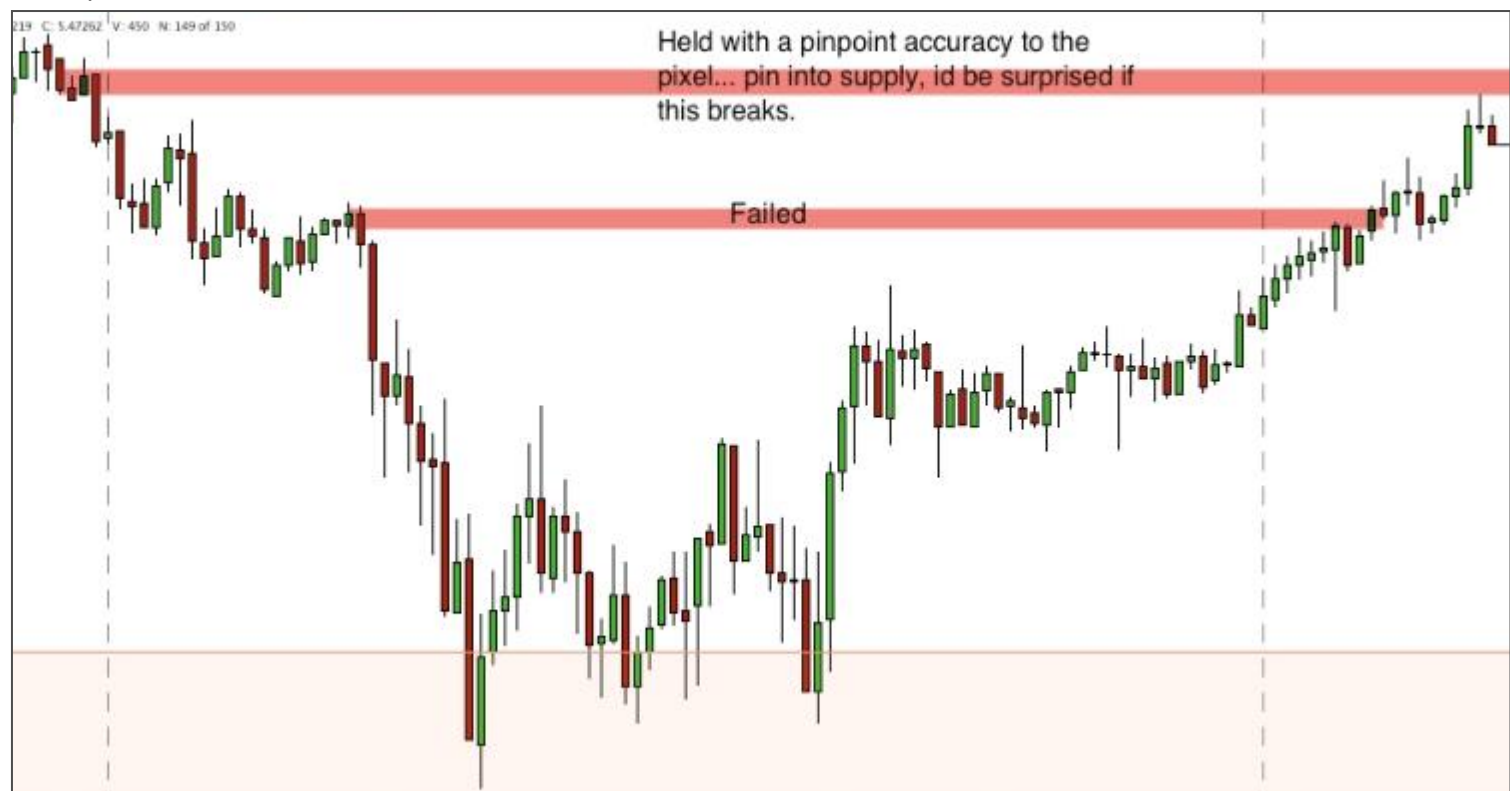 219 C: 5.47262 V: 450 N: 149 of 150
Held with a pinpoint accuracy to the
pixel... pin into supply, id be surprised if
this breaks.
Failed